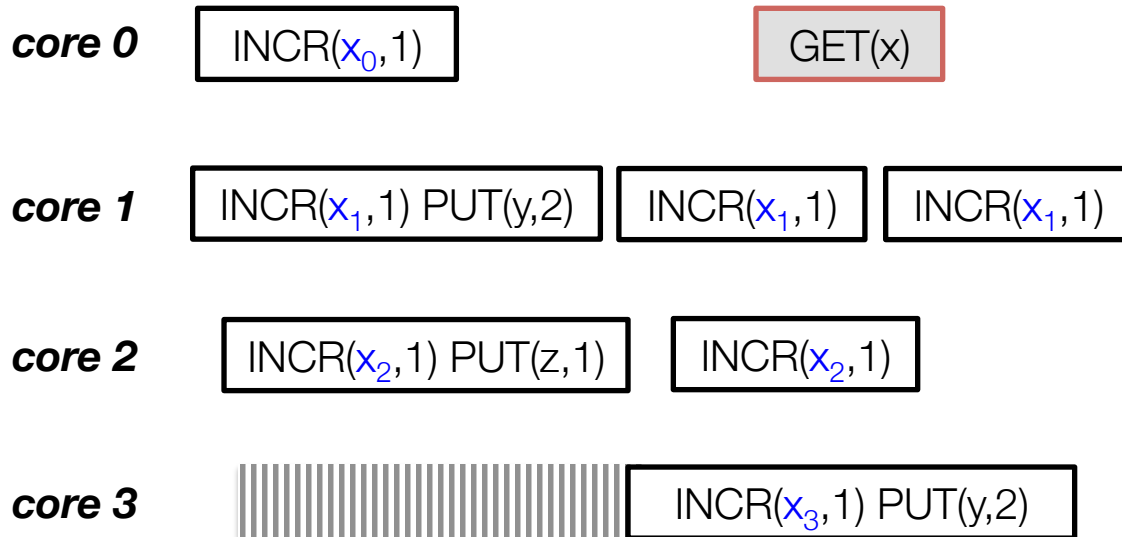 core 0 INCR(x₀,1) GET(x)
core 1 INCR(x₁,1) PUT(y,2) INCR(x₁,1) INCR(x₁,1)
core 2 INCR(x₂,1) PUT(z,1) INCR(x₂,1)
core 3 INCR(x₃,1) PUT(y,2)